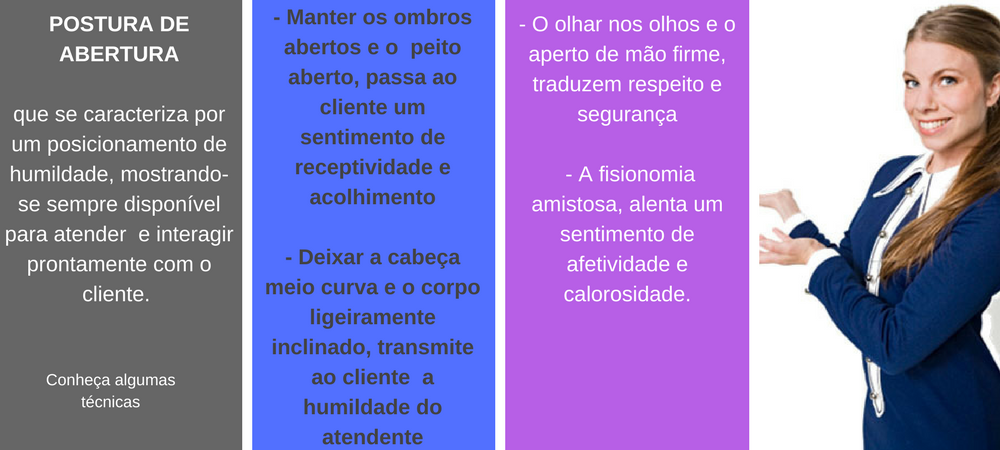 POSTURA DE
ABERTURA
que se caracteriza por
um posicionamento de
humildade, mostrando-
se sempre disponível
para atender  e interagir
prontamente com o
cliente.
Conheça algumas
técnicas
- Manter os ombros
abertos e o  peito
aberto, passa ao
cliente um
sentimento de
receptividade e
acolhimento
- Deixar a cabeça
meio curva e o corpo
ligeiramente
inclinado, transmite
ao cliente  a
humildade do
atendente
- O olhar nos olhos e o
aperto de mão firme,
traduzem respeito e
segurança
- A fisionomia
amistosa, alenta um
sentimento de
afetividade e
calorosidade.